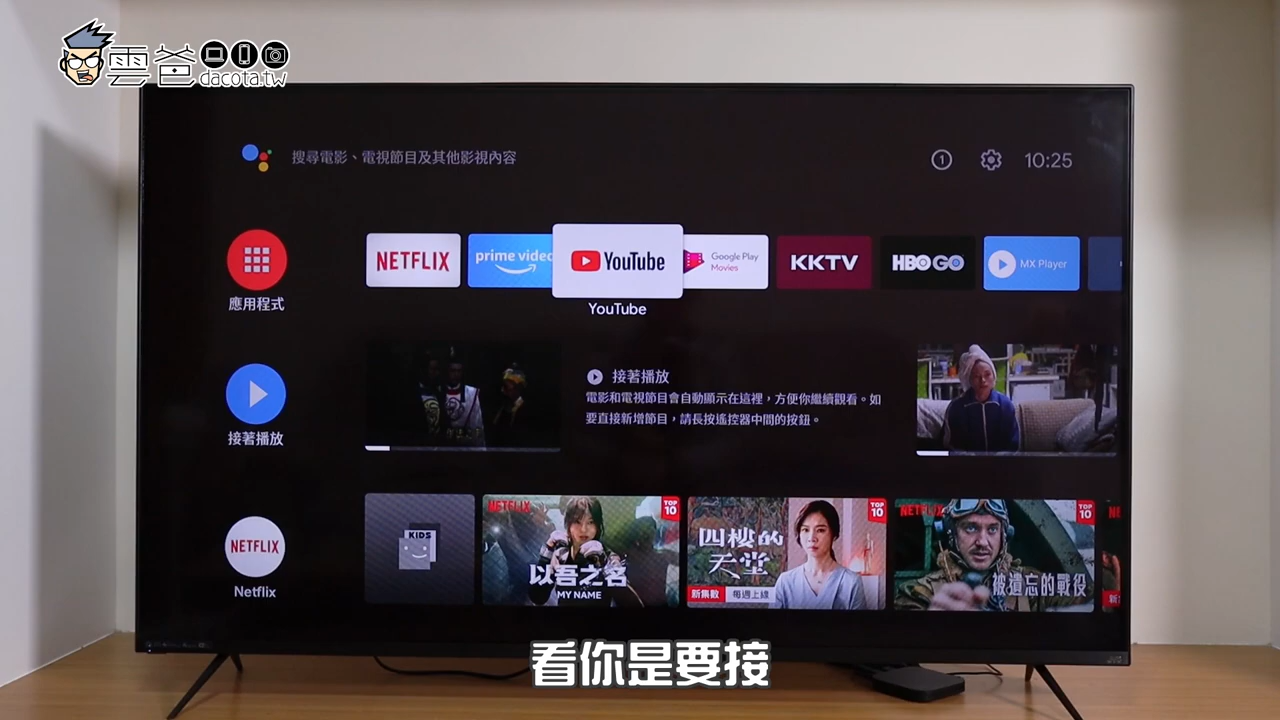 雲爸
dacota.tw
搜尋電影、電視節目及其他影視內容
1
10:25
應用程式
NETFLIX
prime video
YouTube
Google Play
Movies
KKTV
HBO GO
MX Player
YouTube
接著播放
接著播放
電影和電視節目會自動顯示在這裡，方便你繼續觀看。如
要直接新增節目，請長按遙控器中間的按鈕。
NETFLIX
Netflix
KIDS
NETFLIX
TOP
10
以吾之名
MY NAME
TOP
10
四樓的
天堂
新集數 每週上線
NETFLIX
TOP
10
被遺忘的戰役
新
JVC
看你是要接